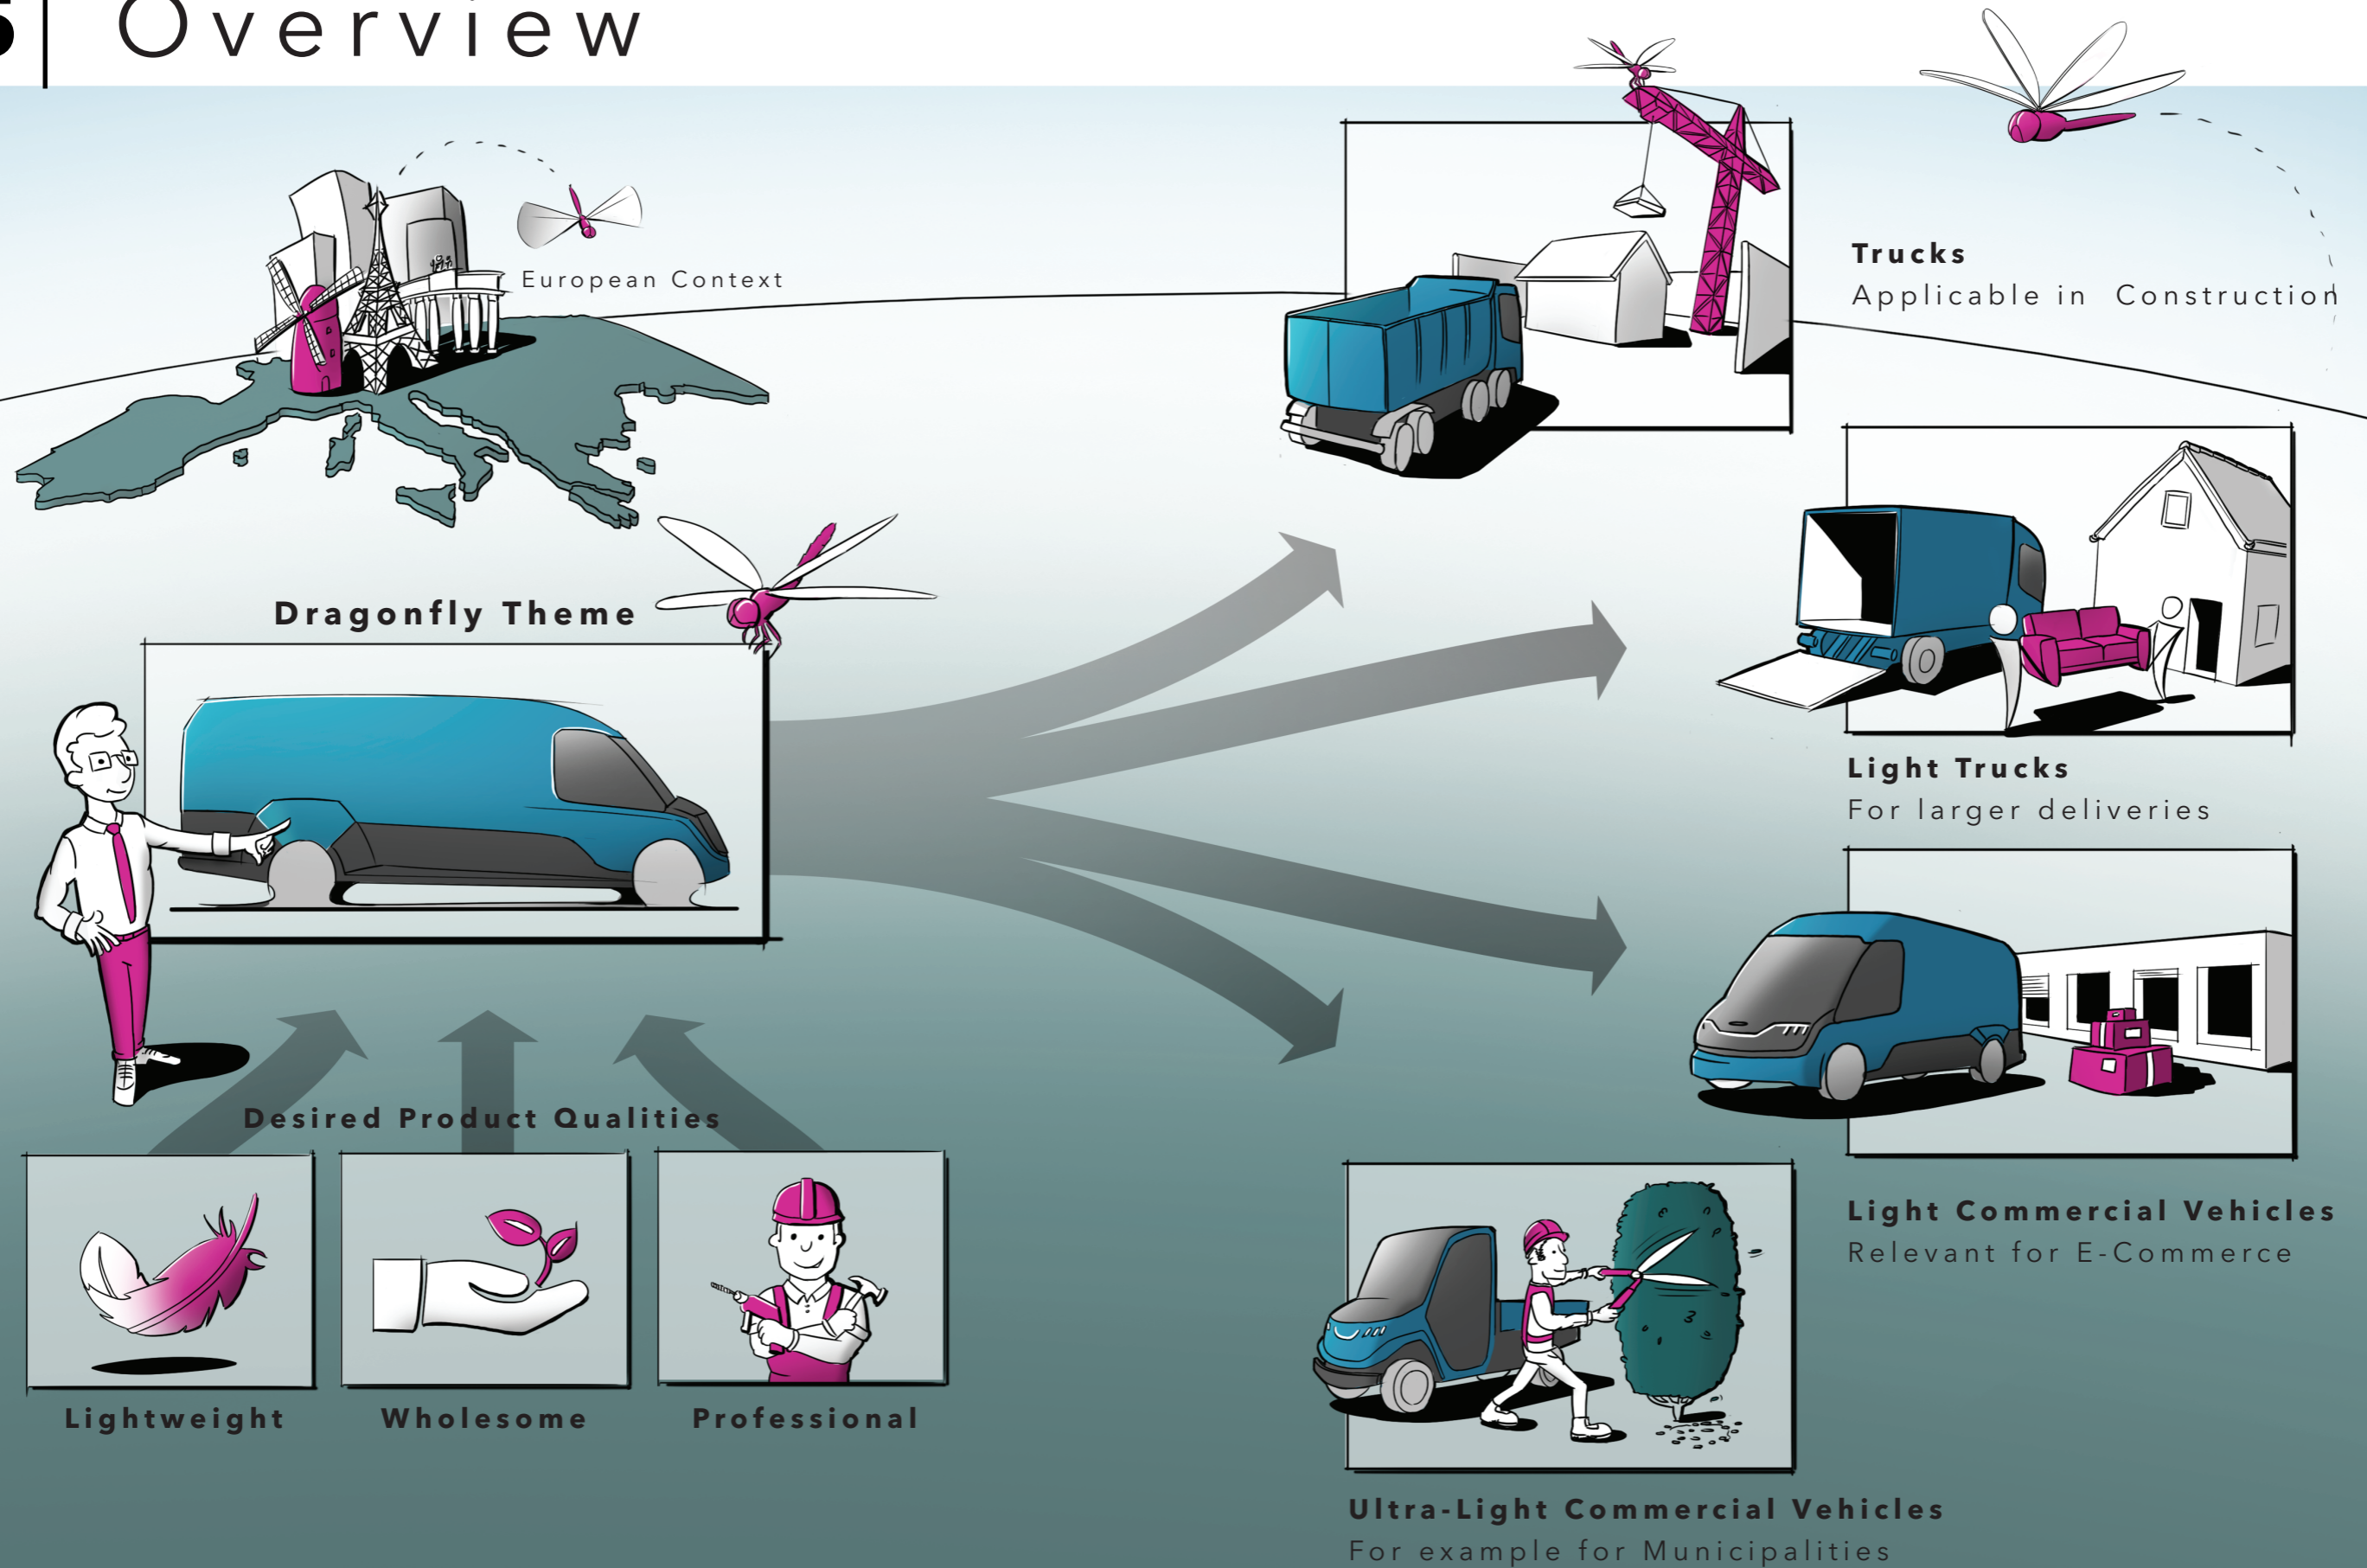 Overview
European Context
Trucks
Applicable in Construction
Dragonfly Theme
Light Trucks
For larger deliveries
Desired Product Qualities
Light Commercial Vehicles
Relevant for E-Commerce
Lightweight
Wholesome
Professional
Ultra-Light Commercial Vehicles
For example for Municipalities